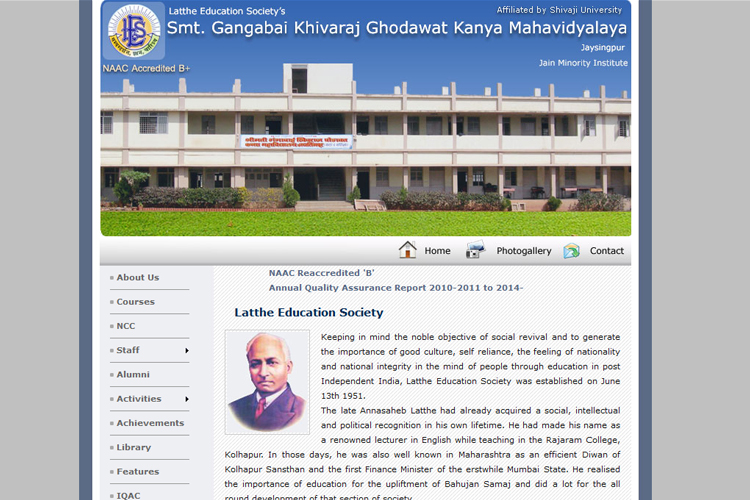 Latthe Education Society's
Affiliated by Shivaji University
Smt. Gangabai Khivaraj Ghodawat Kanya Mahavidyalaya
Jaysingpur
Jain Minority Institute
NAAC Accredited B+
Home
Photogallery
Contact
About Us
Courses
NCC
Staff
Alumni
Activities
Achievements
Library
Features
IQAC
NAAC Reaccredited 'B'
Annual Quality Assurance Report 2010-2011 to 2014-
Latthe Education Society
Keeping in mind the noble objective of social revival and to generate
the importance of good culture, self reliance, the feeling of nationality
and national integrity in the mind of people through education in post
Independent India, Latthe Education Society was established on June
13th 1951.
The late Annasaheb Latthe had already acquired a social, intellectual
and political recognition in his own lifetime. He had made his name as
a renowned lecturer in English while teaching in the Rajaram College,
Kolhapur. In those days, he was also well known in Maharashtra as an efficient Diwan of
Kolhapur Sansthan and the first Finance Minister of the erstwhile Mumbai State. He realised
the importance of education for the upliftment of Bahujan Samaj and did a lot for the all
round development of that section of society.